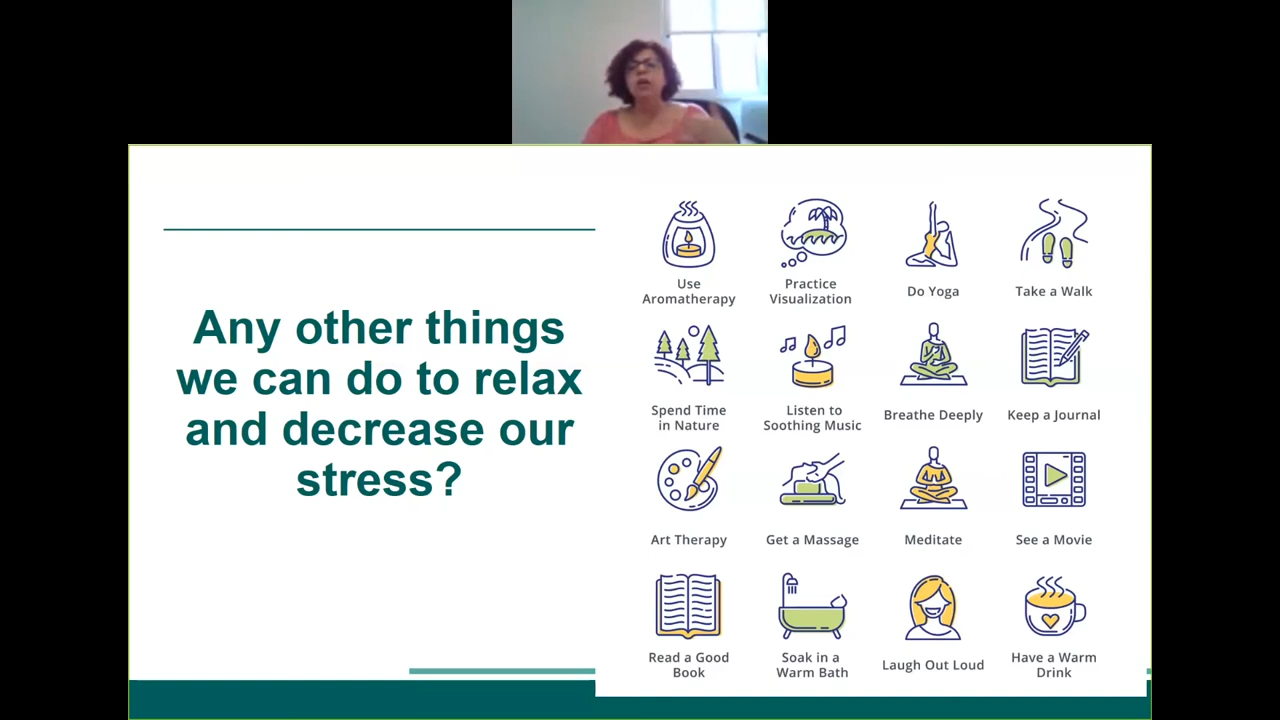 Any other things
we can do to relax
and decrease our
stress?
Use
Aromatherapy
Practice
Visualization
Do Yoga
Take a Walk
Spend Time
in Nature
Listen to
Soothing Music
Breathe Deeply
Keep a Journal
Art Therapy
Get a Massage
Meditate
See a Movie
Read a Good
Book
Soak in a
Warm Bath
Laugh Out Loud
Have a Warm
Drink